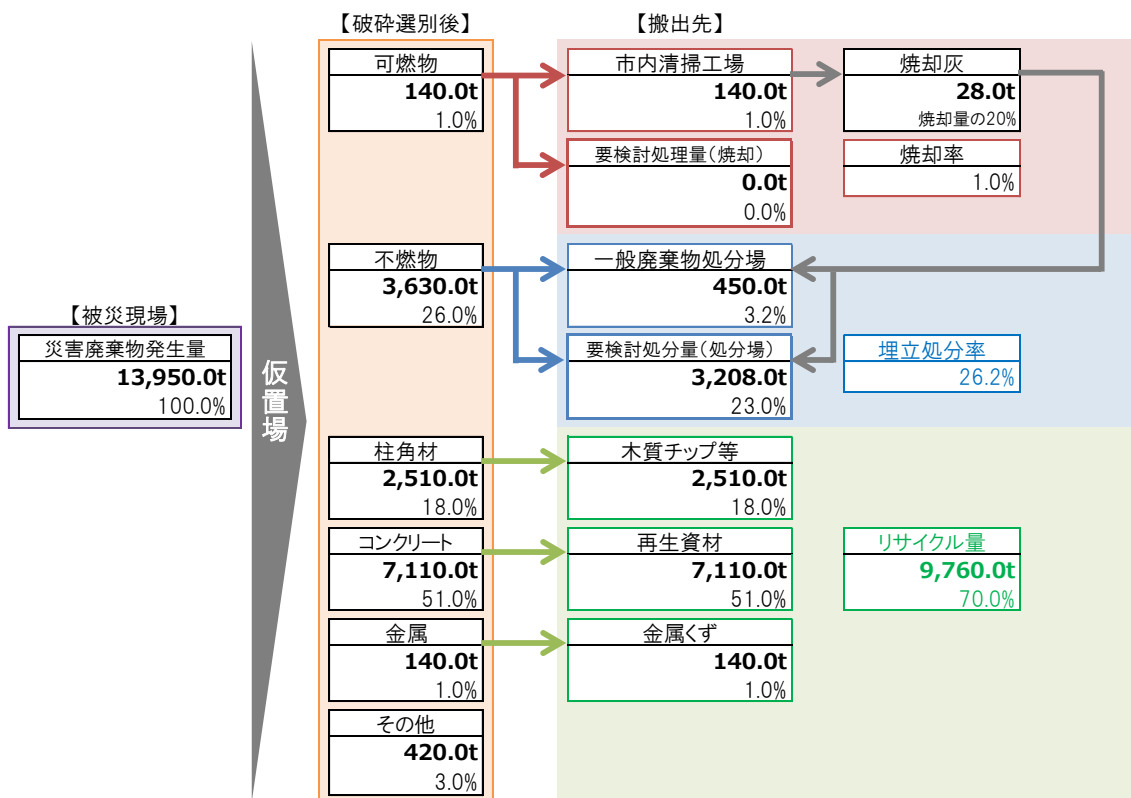 【破砕選別後】
【搬出先】
可燃物
140.0t
1.0%
市内清掃工場
140.0t
1.0%
焼却灰
28.0t
焼却量の20%
要検討処理量(焼却)
0.0t
0.0%
焼却率
1.0%
不燃物
3,630.0t
26.0%
一般廃棄物処分場
450.0t
3.2%
【被災現場】
災害廃棄物発生量
13,950.0t
100.0%
仮置場
要検討処分量(処分場)
3,208.0t
23.0%
埋立処分率
26.2%
柱角材
2,510.0t
18.0%
木質チップ等
2,510.0t
18.0%
コンクリート
7,110.0t
51.0%
再生資材
7,110.0t
51.0%
リサイクル量
9,760.0t
70.0%
金属
140.0t
1.0%
金属くず
140.0t
1.0%
その他
420.0t
3.0%